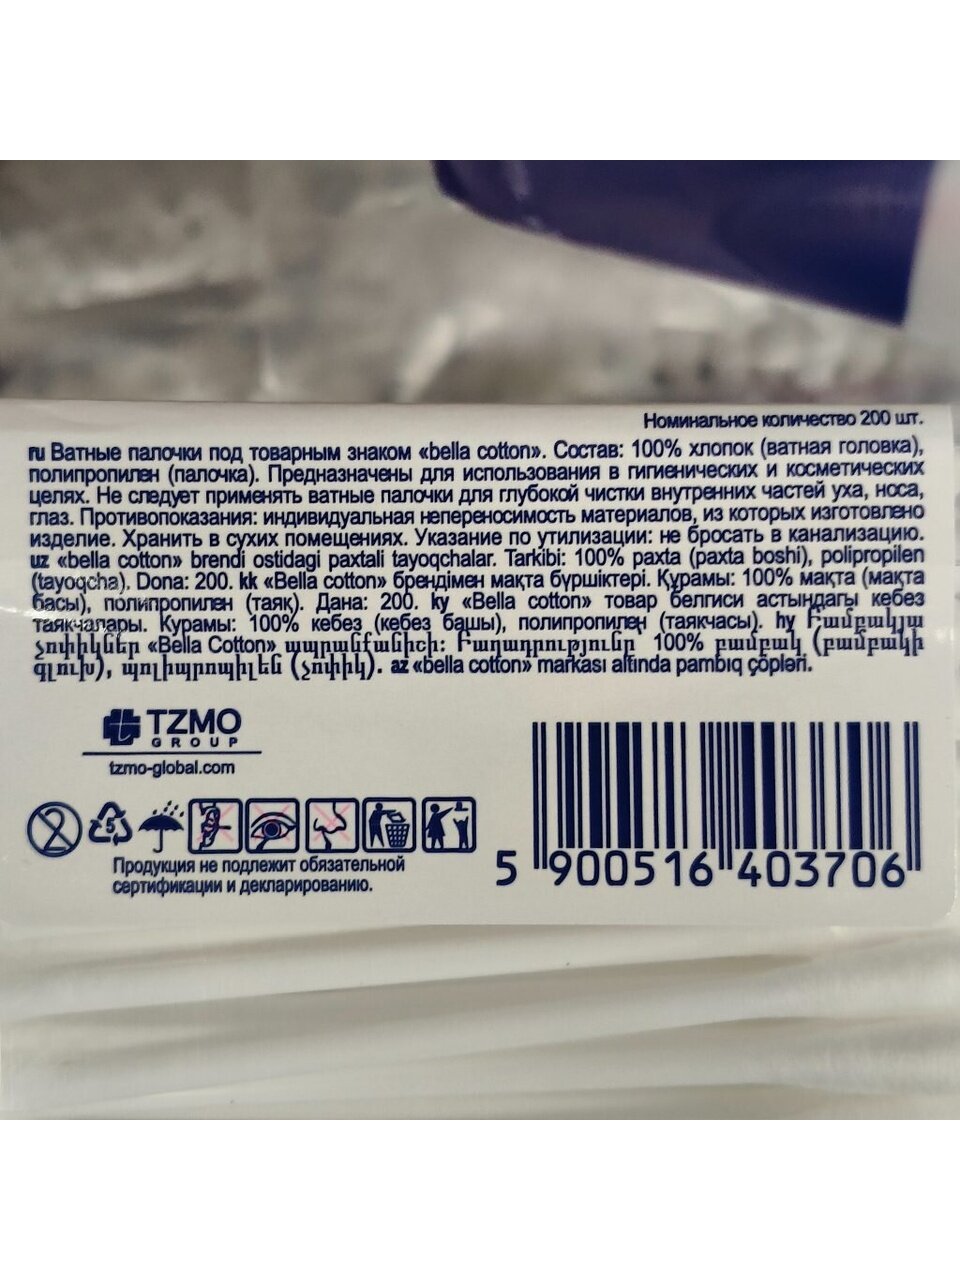 Номинальное количество 200 шт.
ru Ватные палочки под товарным знаком «bella cotton». Состав: 100% хлопок (ватная головка),
полипропилен (палочка). Предназначены для использования в гигиенических и косметических
целях. Не следует применять ватные палочки для глубокой чистки внутренних частей уха, носа,
глаз. Противопоказания: индивидуальная непереносимость материалов, из которых изготовлено
изделие. Хранить в сухих помещениях. Указание по утилизации: не бросать в канализацию.
uz «bella cotton» brendi ostidagi paxtali tayoqchalar. Tarkibi: 100% paxta (paxta boshi), polipropilen
(tayoqcha). Dona: 200. kk «Bella cotton» брендімен мақта бүршіктері. Құрамы: 100% мақта (мақта
басы), полипропилен (таяқ). Дана: 200. ky «Bella cotton» товар белгиси астындагы кебез
таякчалары. Курамы: 100% кебез (кебез башы), полипропилен (таякчасы). hy Բամբակյա
չոփիկներ «Bella Cotton» ապրանքանիշի: Բաղադրությունը 100% բամբակ (բամբակի
գլուխ), պոլիպրոպիլեն (չոփիկ). az «bella cotton» markası altında pambıq çöpləri.
TZMO
GROUP
tzmo-global.com
2
5
Продукция не подлежит обязательной
сертификации и декларированию.
5 900516 403706